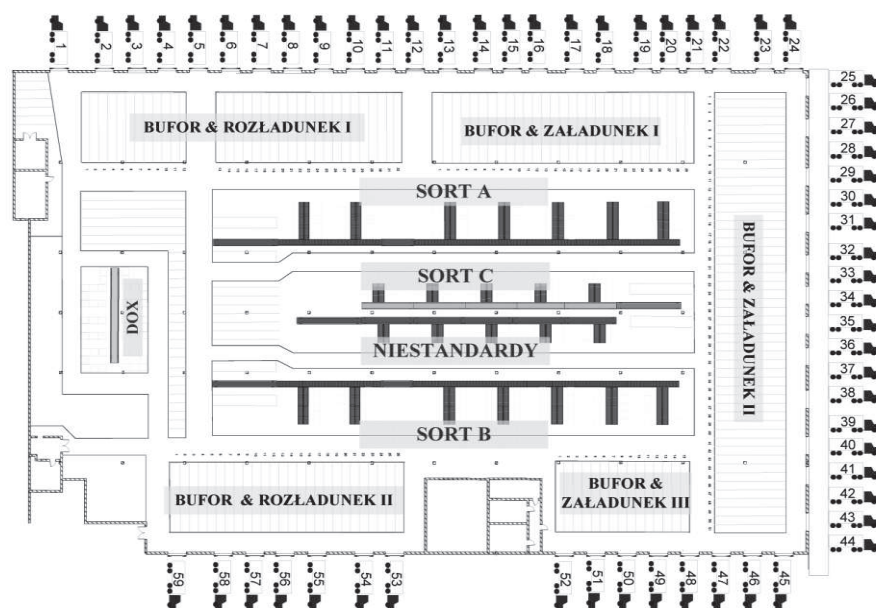 1 2 3 4 5 6 7 8 9 10 11 12 13 14 15 16 17 18 19 20 21 22 23 24
25
26
27
28
29
30
31
32
33
34
35
36
37
38
39
40
41
42
43
44
BUFOR & ROZŁADUNEK I
BUFOR & ZAŁADUNEK I
SORT A
SORT C
DOX
NIESTANDARDY
SORT B
BUFOR & ZAŁADUNEK II
BUFOR & ROZŁADUNEK II
BUFOR &
ZAŁADUNEK III
59 58 57 56 55 54 53 52 51 50 49 48 47 46 45